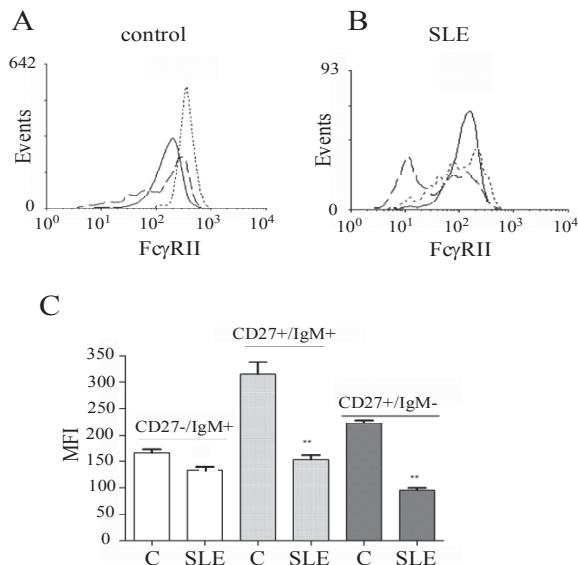 A
control
642
Events
0
10^0 10^1 10^2 10^3 10^4
FcγRII
B
SLE
93
Events
0
10^0 10^1 10^2 10^3 10^4
FcγRII
C
CD27+/IgM+
CD27-/IgM+
CD27+/IgM-
350
300
250
200
150
100
50
0
MFI
**
**
C SLE C SLE C SLE